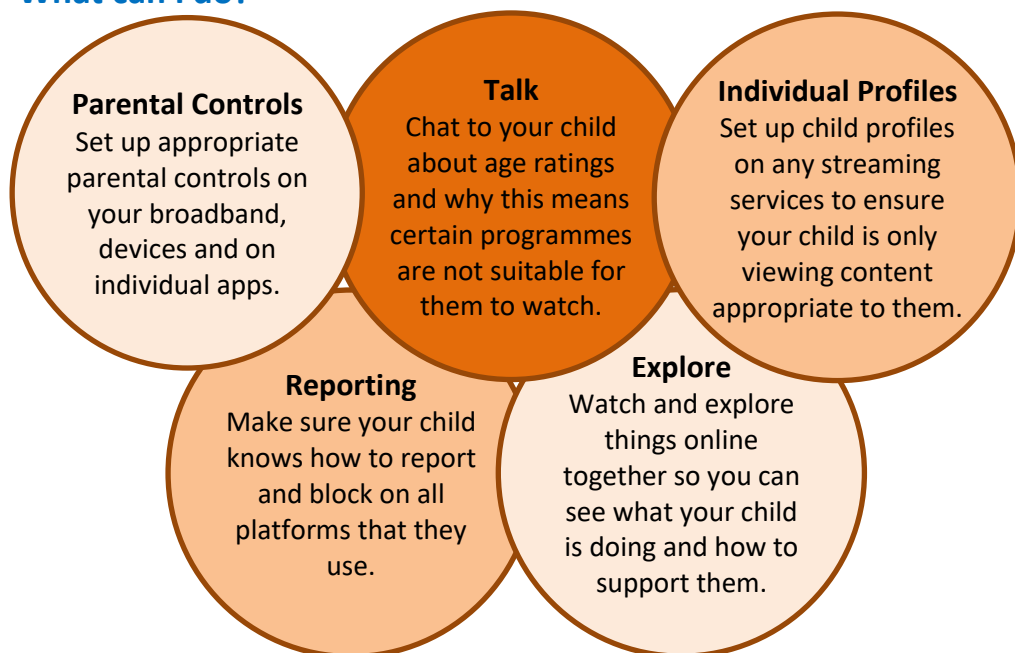 What can I do?
Parental Controls
Set up appropriate
parental controls on
your broadband,
devices and on
individual apps.
Talk
Chat to your child
about age ratings
and why this means
certain programmes
are not suitable for
them to watch.
Individual Profiles
Set up child profiles
on any streaming
services to ensure
your child is only
viewing content
appropriate to them.
Reporting
Make sure your child
knows how to report
and block on all
platforms that they
use.
Explore
Watch and explore
things online
together so you can
see what your child
is doing and how to
support them.